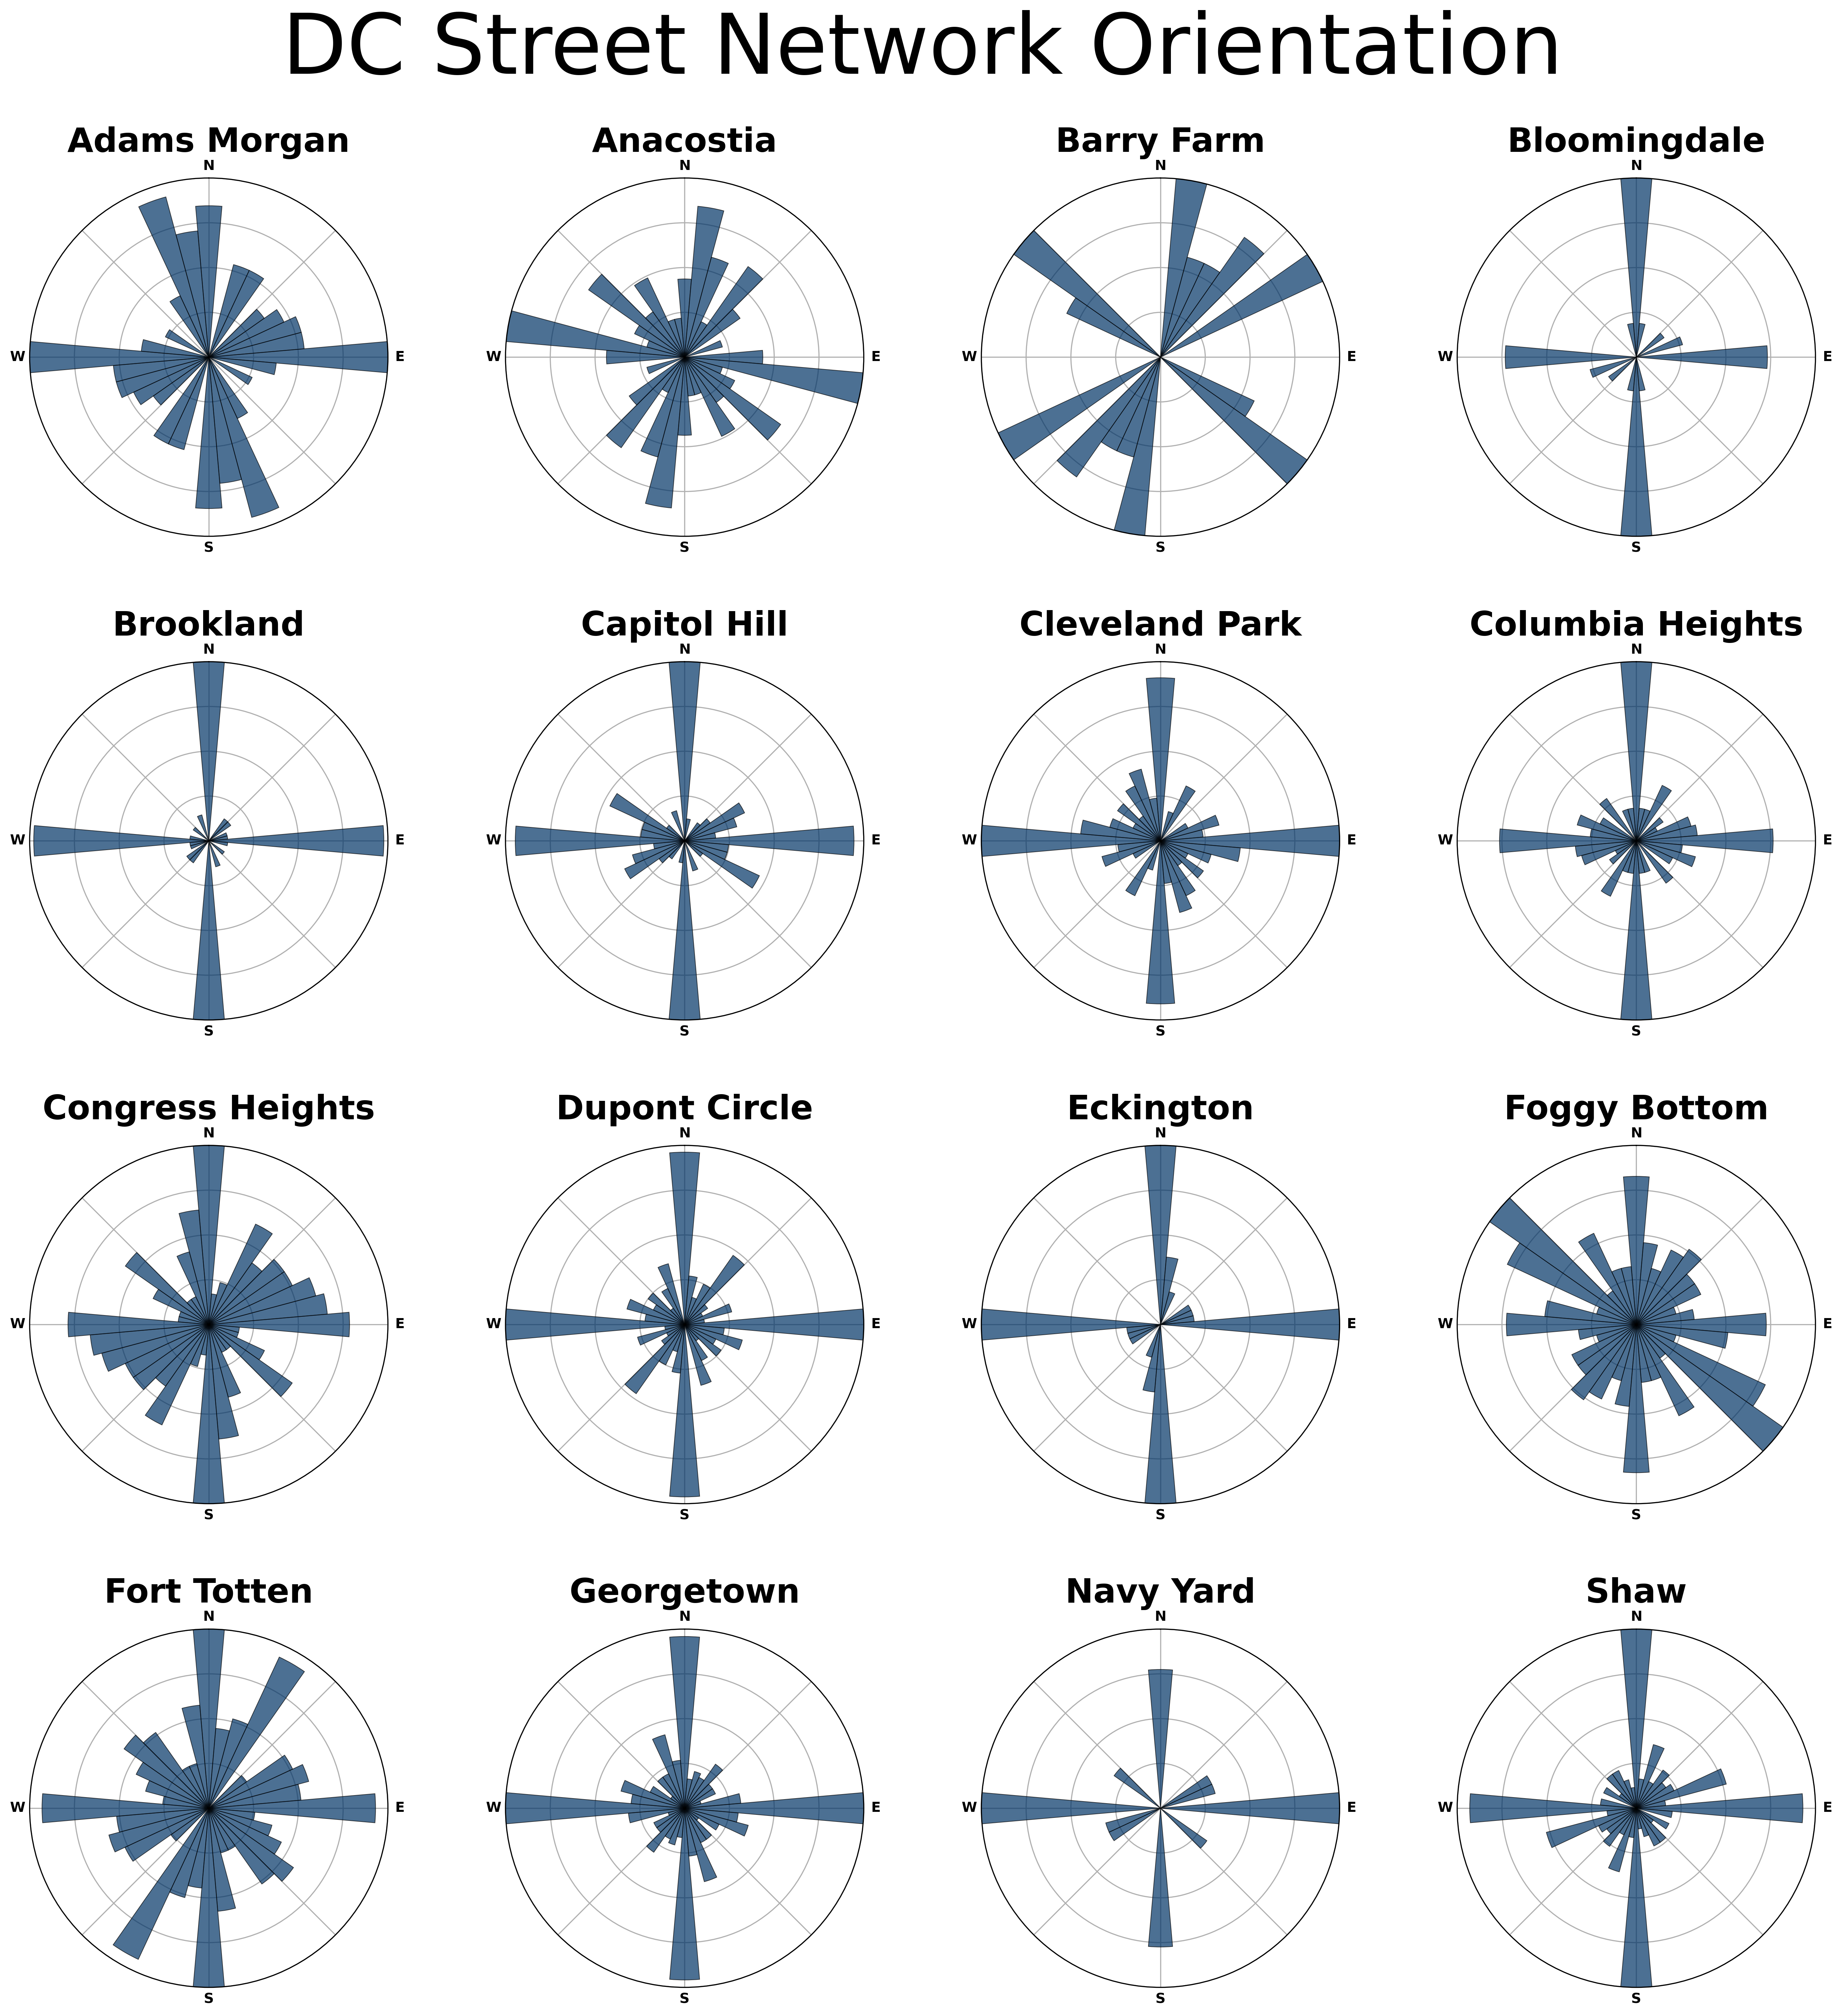 DC Street Network Orientation
Adams Morgan Anacostia Barry Farm Bloomingdale
N N N N
W E W E W E W E
S S S S
Brookland Capitol Hill Cleveland Park Columbia Heights
N N N N
W E W E W E W E
S S S S
Congress Heights Dupont Circle Eckington Foggy Bottom
N N N N
W E W E W E W E
S S S S
Fort Totten Georgetown Navy Yard Shaw
N N N N
W E W E W E W E
S S S S